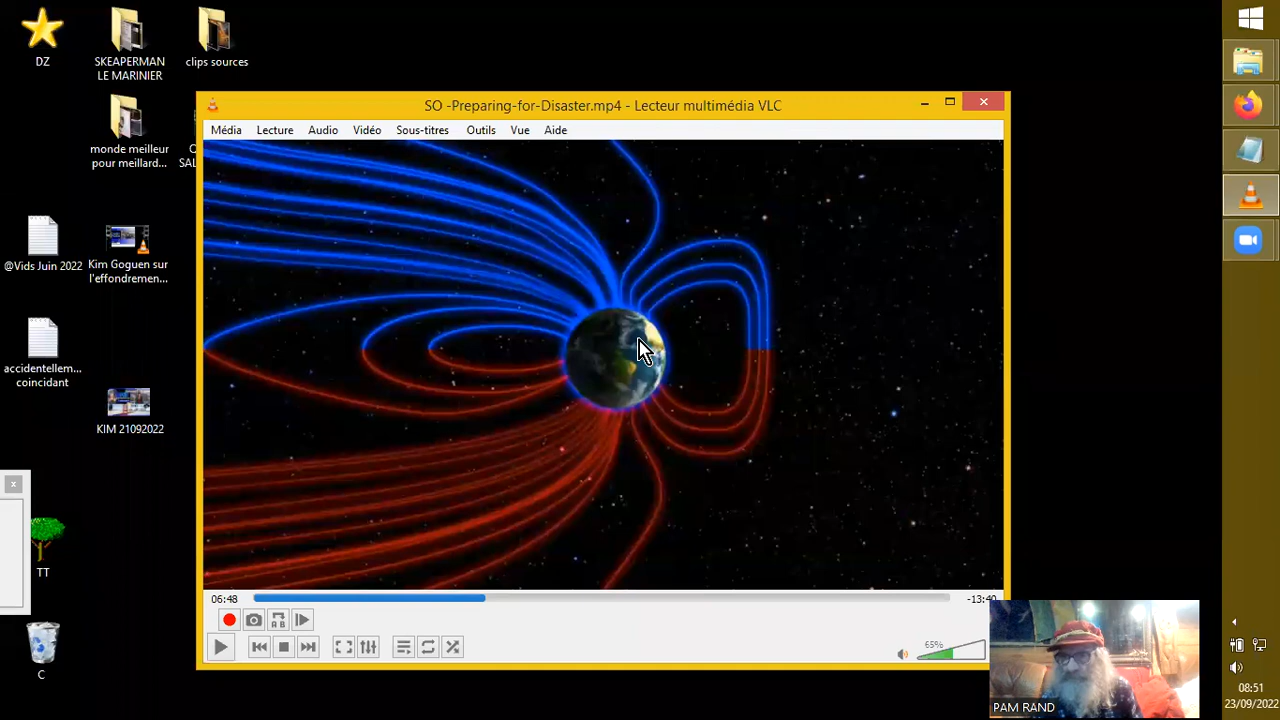 DZ
SKEAPERMAN
LE MARINIER
clips sources
monde meilleur
pour meillard...
C
SAL
@Vids Juin 2022
Kim Goguen sur
l'effondremen...
accidentellem...
coincidant
KIM 21092022
x
TT
C
SO -Preparing-for-Disaster.mp4 - Lecteur multimédia VLC
Média Lecture Audio Vidéo Sous-titres Outils Vue Aide
06:48
-13:40
A B
65%
PAM RAND
08:51
23/09/2022